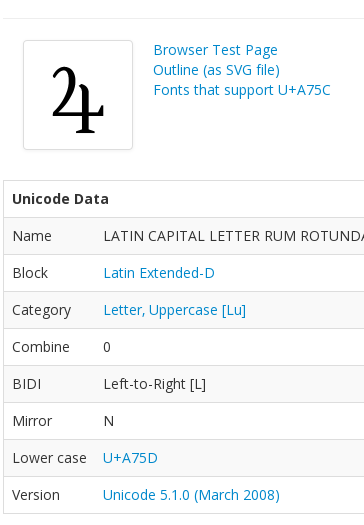 Ꝝ
Browser Test Page
Outline (as SVG file)
Fonts that support U+A75C
Unicode Data
Name LATIN CAPITAL LETTER RUM ROTUNDA
Block Latin Extended-D
Category Letter, Uppercase [Lu]
Combine 0
BIDI Left-to-Right [L]
Mirror N
Lower case U+A75D
Version Unicode 5.1.0 (March 2008)